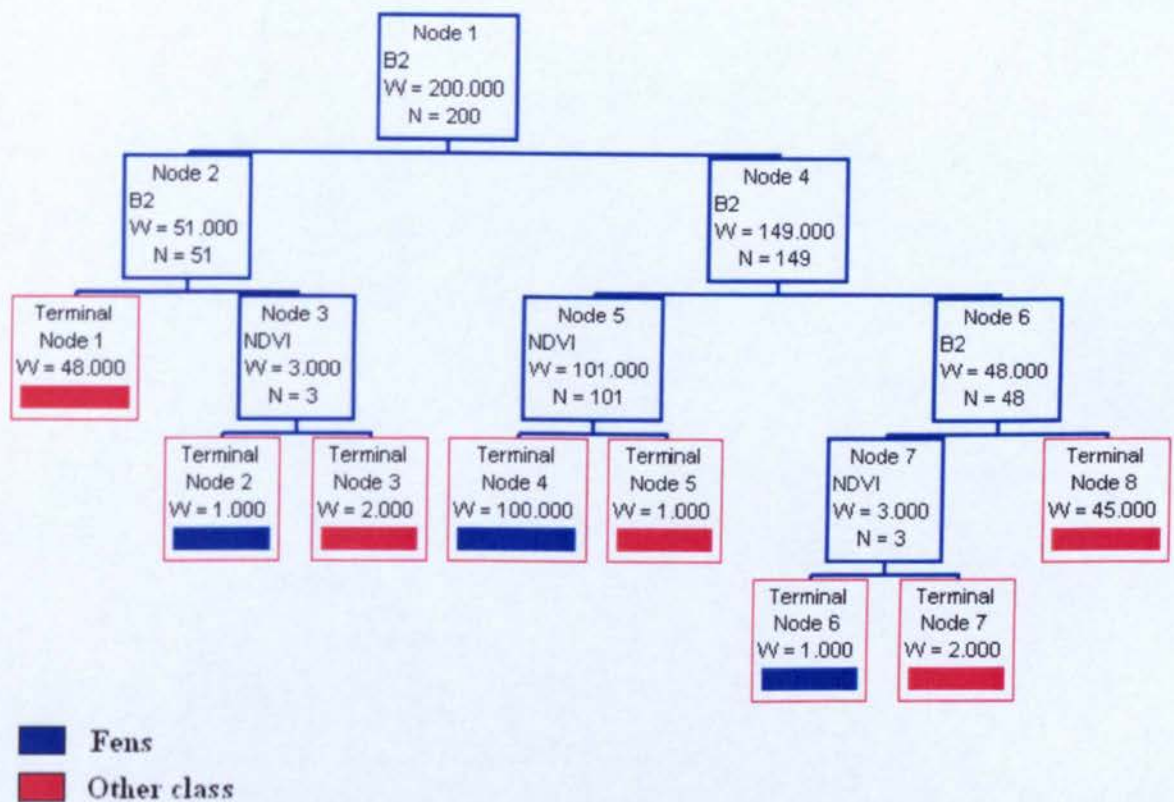 Node 1
B2
W = 200.000
N = 200
Node 2
B2
W = 51.000
N = 51
Node 4
B2
W = 149.000
N = 149
Terminal
Node 1
W = 48.000
Node 3
NDVI
W = 3.000
N = 3
Node 5
NDVI
W = 101.000
N = 101
Node 6
B2
W = 48.000
N = 48
Terminal
Node 2
W = 1.000
Terminal
Node 3
W = 2.000
Terminal
Node 4
W = 100.000
Terminal
Node 5
W = 1.000
Node 7
NDVI
W = 3.000
N = 3
Terminal
Node 8
W = 45.000
Terminal
Node 6
W = 1.000
Terminal
Node 7
W = 2.000
Fens
Other class